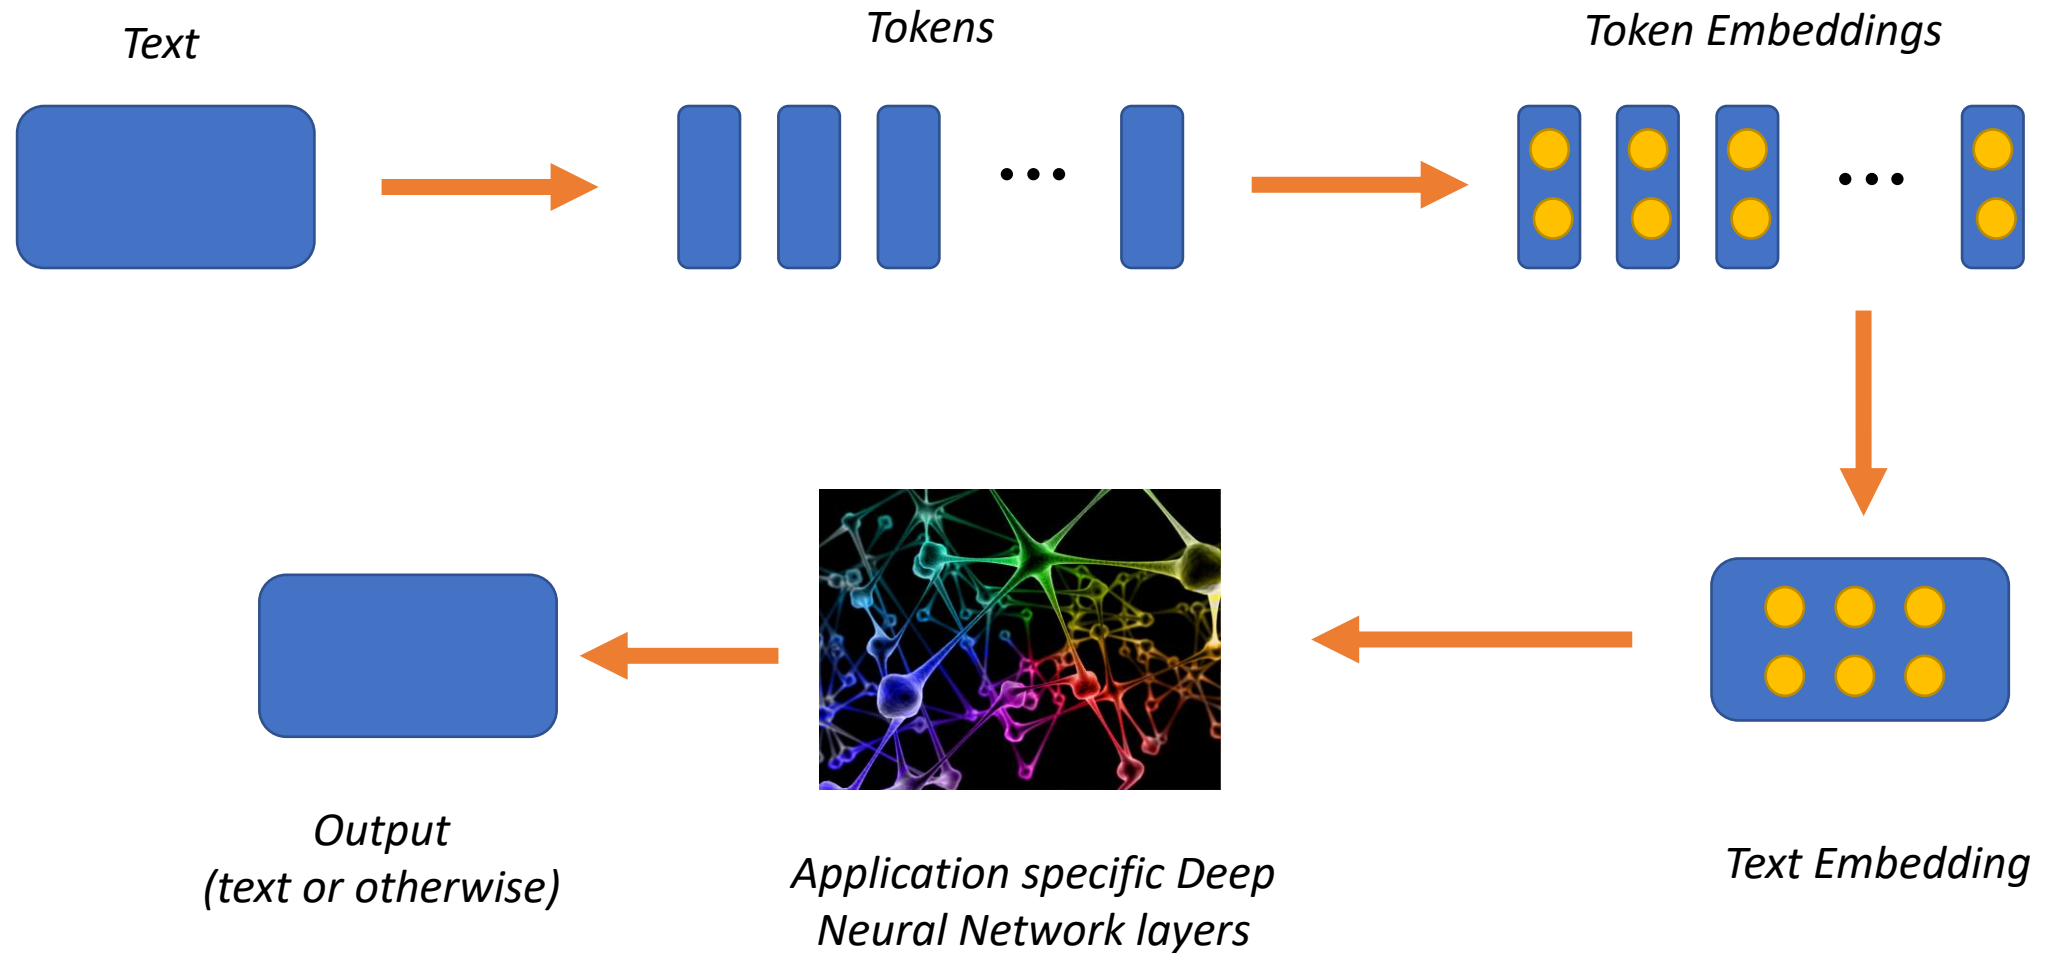 Text
Tokens
Token Embeddings
Text Embedding
Application specific Deep
Neural Network layers
Output
(text or otherwise)